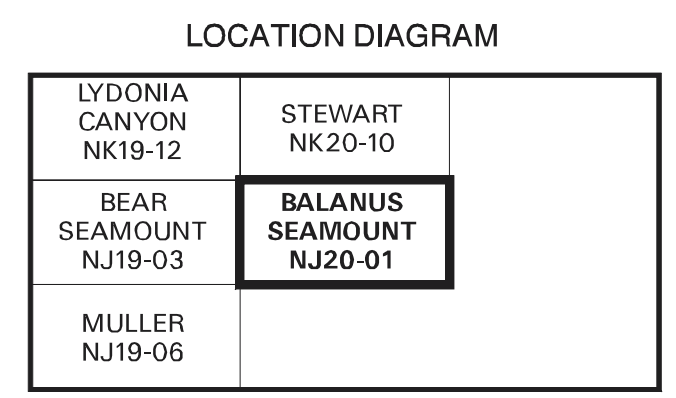 LOCATION DIAGRAM
LYDONIA
CANYON
NK19-12
STEWART
NK20-10
BEAR
SEAMOUNT
NJ19-03
BALANUS
SEAMOUNT
NJ20-01
MULLER
NJ19-06